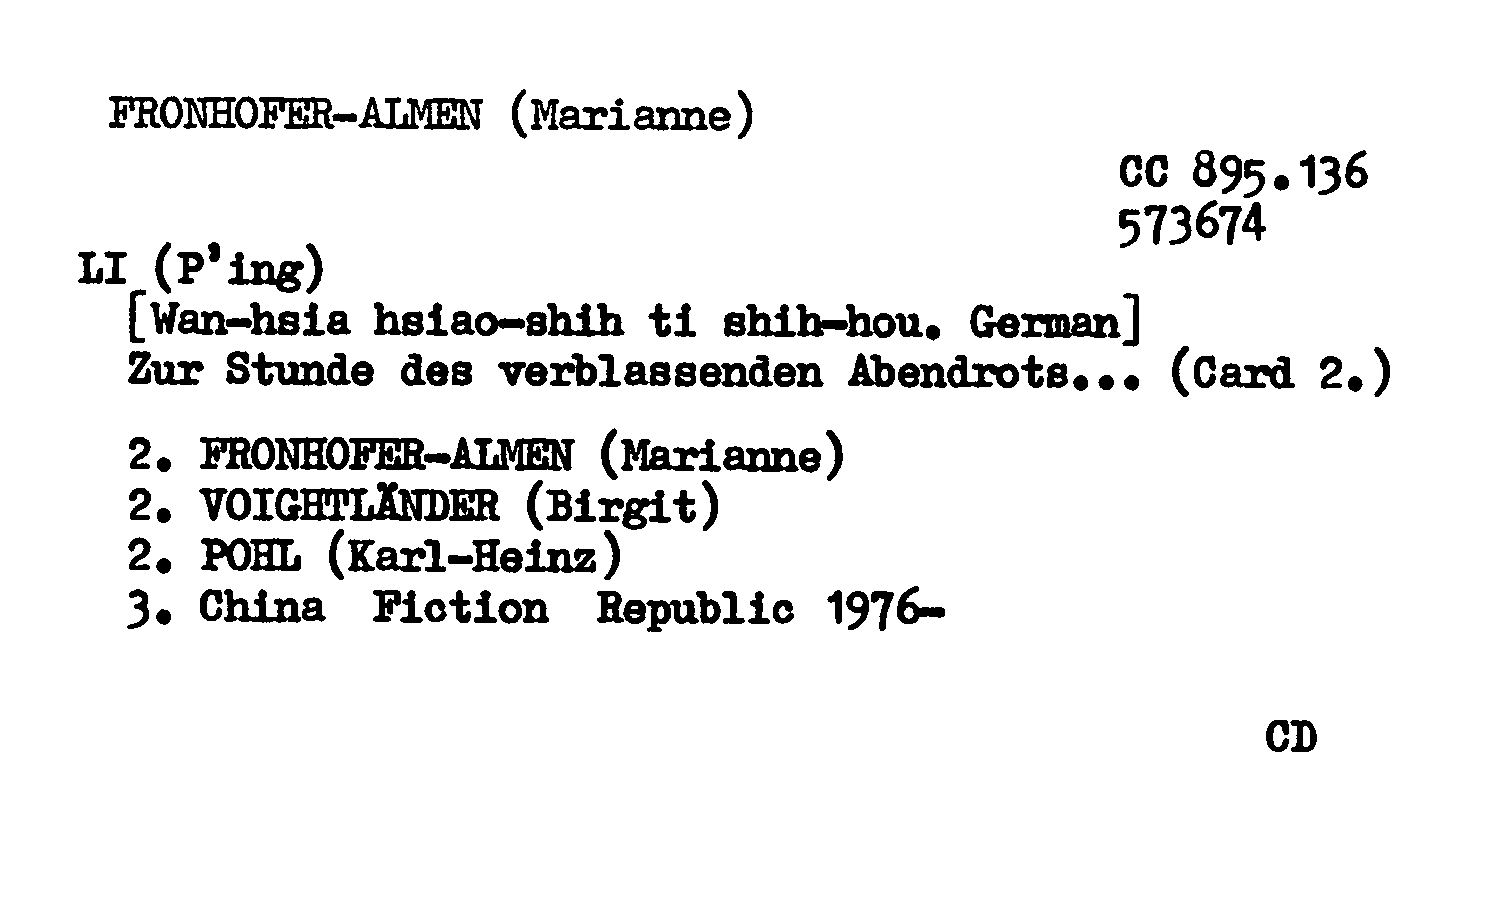 FRONHOFER-ALMEN (Marianne)
CC 895.136
573674
LI (P'ing)
[Wan-hsia hsiao-shih ti shih-hou. German]
Zur Stunde des verblassenden Abendrots... (Card 2.)
2. FRONHOFER-ALMEN (Marianne)
2. VOIGHTLÄNDER (Birgit)
2. POHL (Karl-Heinz)
3. China Fiction Republic 1976-
CD